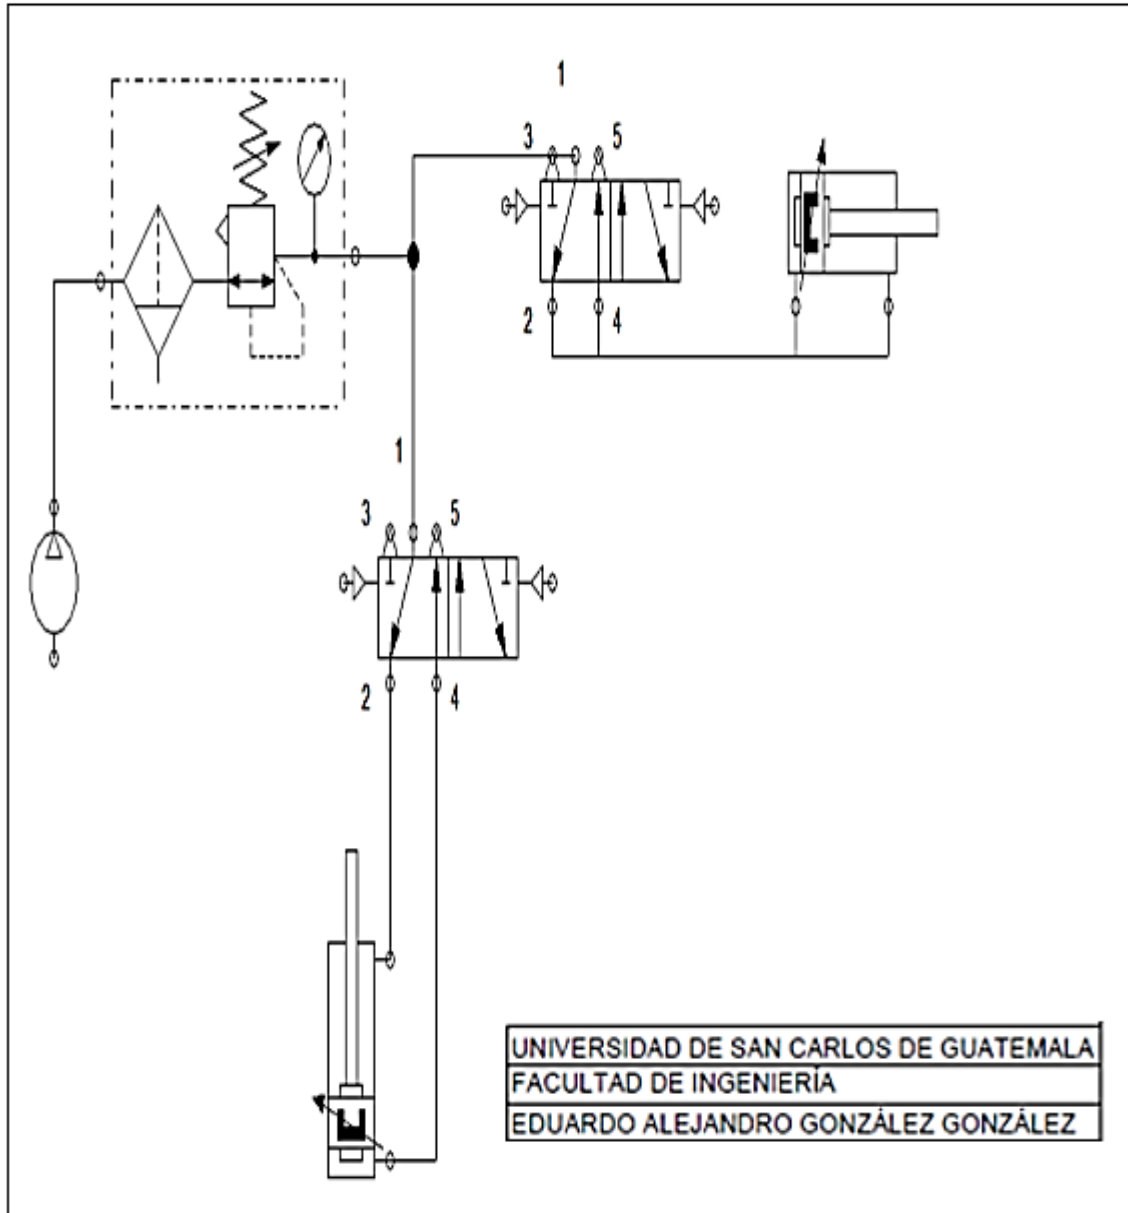 1
3 5
2 4
1
3 5
2 4
UNIVERSIDAD DE SAN CARLOS DE GUATEMALA
FACULTAD DE INGENIERÍA
EDUARDO ALEJANDRO GONZÁLEZ GONZÁLEZ